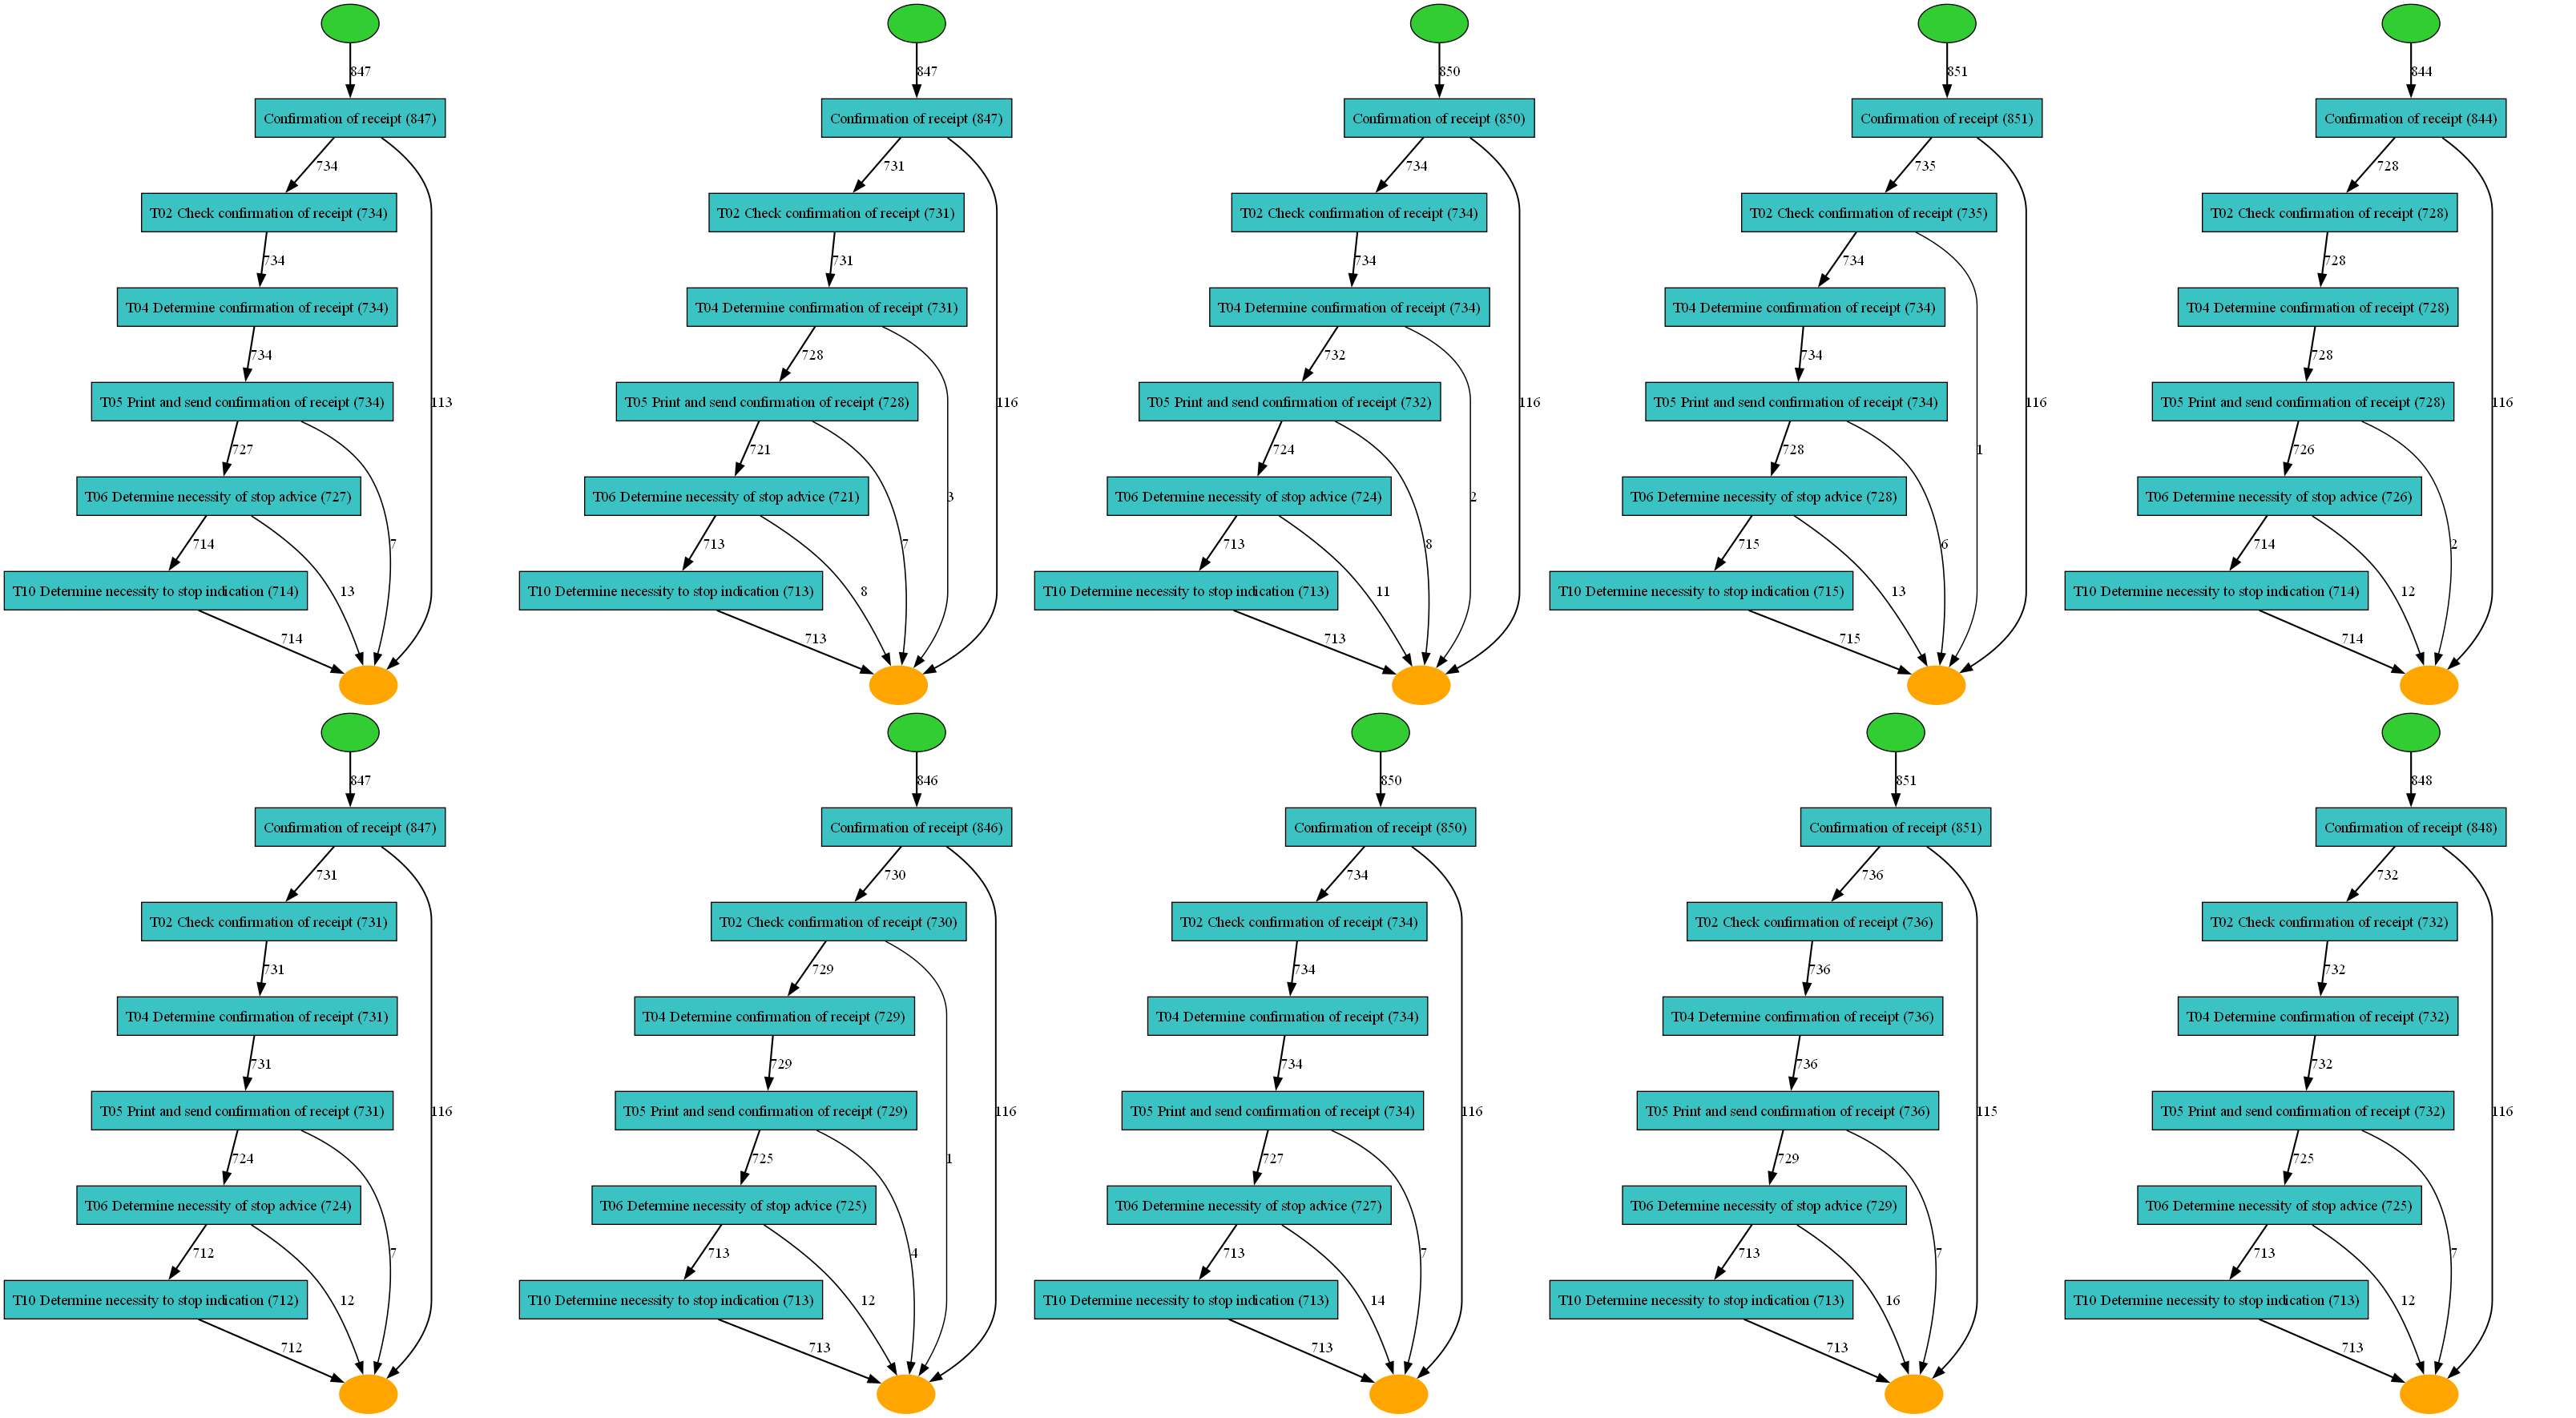 847
Confirmation of receipt (847)
734
T02 Check confirmation of receipt (734)
734
T04 Determine confirmation of receipt (734)
734
T05 Print and send confirmation of receipt (734)
113
727
T06 Determine necessity of stop advice (727)
7
714
T10 Determine necessity to stop indication (714)
13
714
847
Confirmation of receipt (847)
731
T02 Check confirmation of receipt (731)
731
T04 Determine confirmation of receipt (731)
728
T05 Print and send confirmation of receipt (728)
116
721
T06 Determine necessity of stop advice (721)
3
7
713
T10 Determine necessity to stop indication (713)
8
713
850
Confirmation of receipt (850)
734
T02 Check confirmation of receipt (734)
734
T04 Determine confirmation of receipt (734)
732
T05 Print and send confirmation of receipt (732)
116
724
T06 Determine necessity of stop advice (724)
2
8
713
T10 Determine necessity to stop indication (713)
11
713
851
Confirmation of receipt (851)
735
T02 Check confirmation of receipt (735)
734
T04 Determine confirmation of receipt (734)
734
T05 Print and send confirmation of receipt (734)
116
728
1
T06 Determine necessity of stop advice (728)
6
715
T10 Determine necessity to stop indication (715)
13
715
844
Confirmation of receipt (844)
728
T02 Check confirmation of receipt (728)
728
T04 Determine confirmation of receipt (728)
728
T05 Print and send confirmation of receipt (728)
116
726
T06 Determine necessity of stop advice (726)
2
714
T10 Determine necessity to stop indication (714)
12
714
847
Confirmation of receipt (847)
731
T02 Check confirmation of receipt (731)
731
T04 Determine confirmation of receipt (731)
731
T05 Print and send confirmation of receipt (731)
116
724
T06 Determine necessity of stop advice (724)
7
712
T10 Determine necessity to stop indication (712)
12
712
846
Confirmation of receipt (846)
730
T02 Check confirmation of receipt (730)
729
T04 Determine confirmation of receipt (729)
729
T05 Print and send confirmation of receipt (729)
116
725
1
T06 Determine necessity of stop advice (725)
4
713
T10 Determine necessity to stop indication (713)
12
713
850
Confirmation of receipt (850)
734
T02 Check confirmation of receipt (734)
734
T04 Determine confirmation of receipt (734)
734
T05 Print and send confirmation of receipt (734)
116
727
T06 Determine necessity of stop advice (727)
7
713
T10 Determine necessity to stop indication (713)
14
713
851
Confirmation of receipt (851)
736
T02 Check confirmation of receipt (736)
736
T04 Determine confirmation of receipt (736)
736
T05 Print and send confirmation of receipt (736)
115
729
T06 Determine necessity of stop advice (729)
7
713
T10 Determine necessity to stop indication (713)
16
713
848
Confirmation of receipt (848)
732
T02 Check confirmation of receipt (732)
732
T04 Determine confirmation of receipt (732)
732
T05 Print and send confirmation of receipt (732)
116
725
T06 Determine necessity of stop advice (725)
7
713
T10 Determine necessity to stop indication (713)
12
713